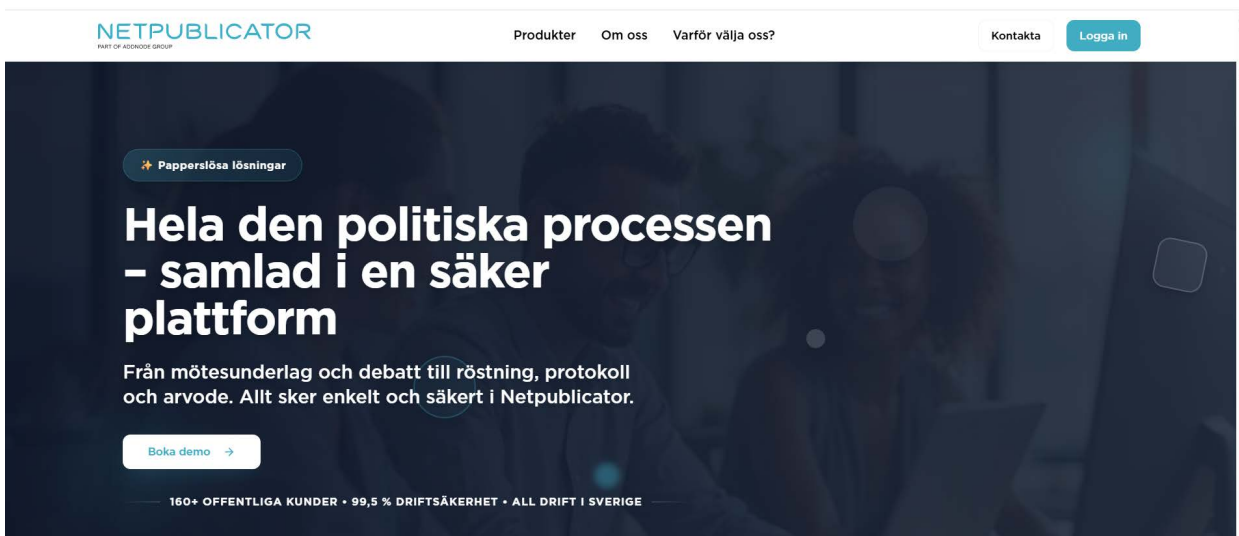 NETPUBLICATOR
PART OF ADDNODE GROUP
Produkter Om oss Varför välja oss?
Kontakta
Logga in
✨ Papperslösa lösningar
Hela den politiska processen
– samlad i en säker
plattform
Från mötesunderlag och debatt till röstning, protokoll
och arvode. Allt sker enkelt och säkert i Netpublicator.
Boka demo →
160+ OFFENTLIGA KUNDER • 99,5 % DRIFTSÄKERHET • ALL DRIFT I SVERIGE